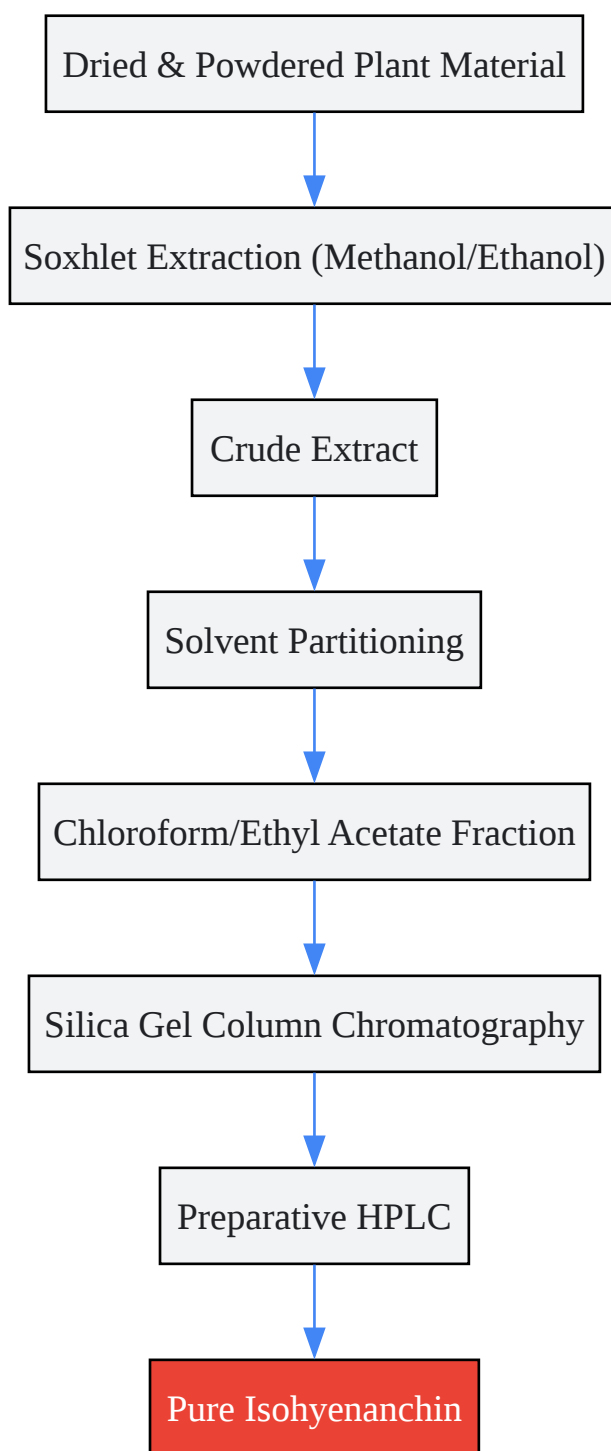 Dried & Powdered Plant Material
Soxhlet Extraction (Methanol/Ethanol)
Crude Extract
Solvent Partitioning
Chloroform/Ethyl Acetate Fraction
Silica Gel Column Chromatography
Preparative HPLC
Pure Isohyenanchin